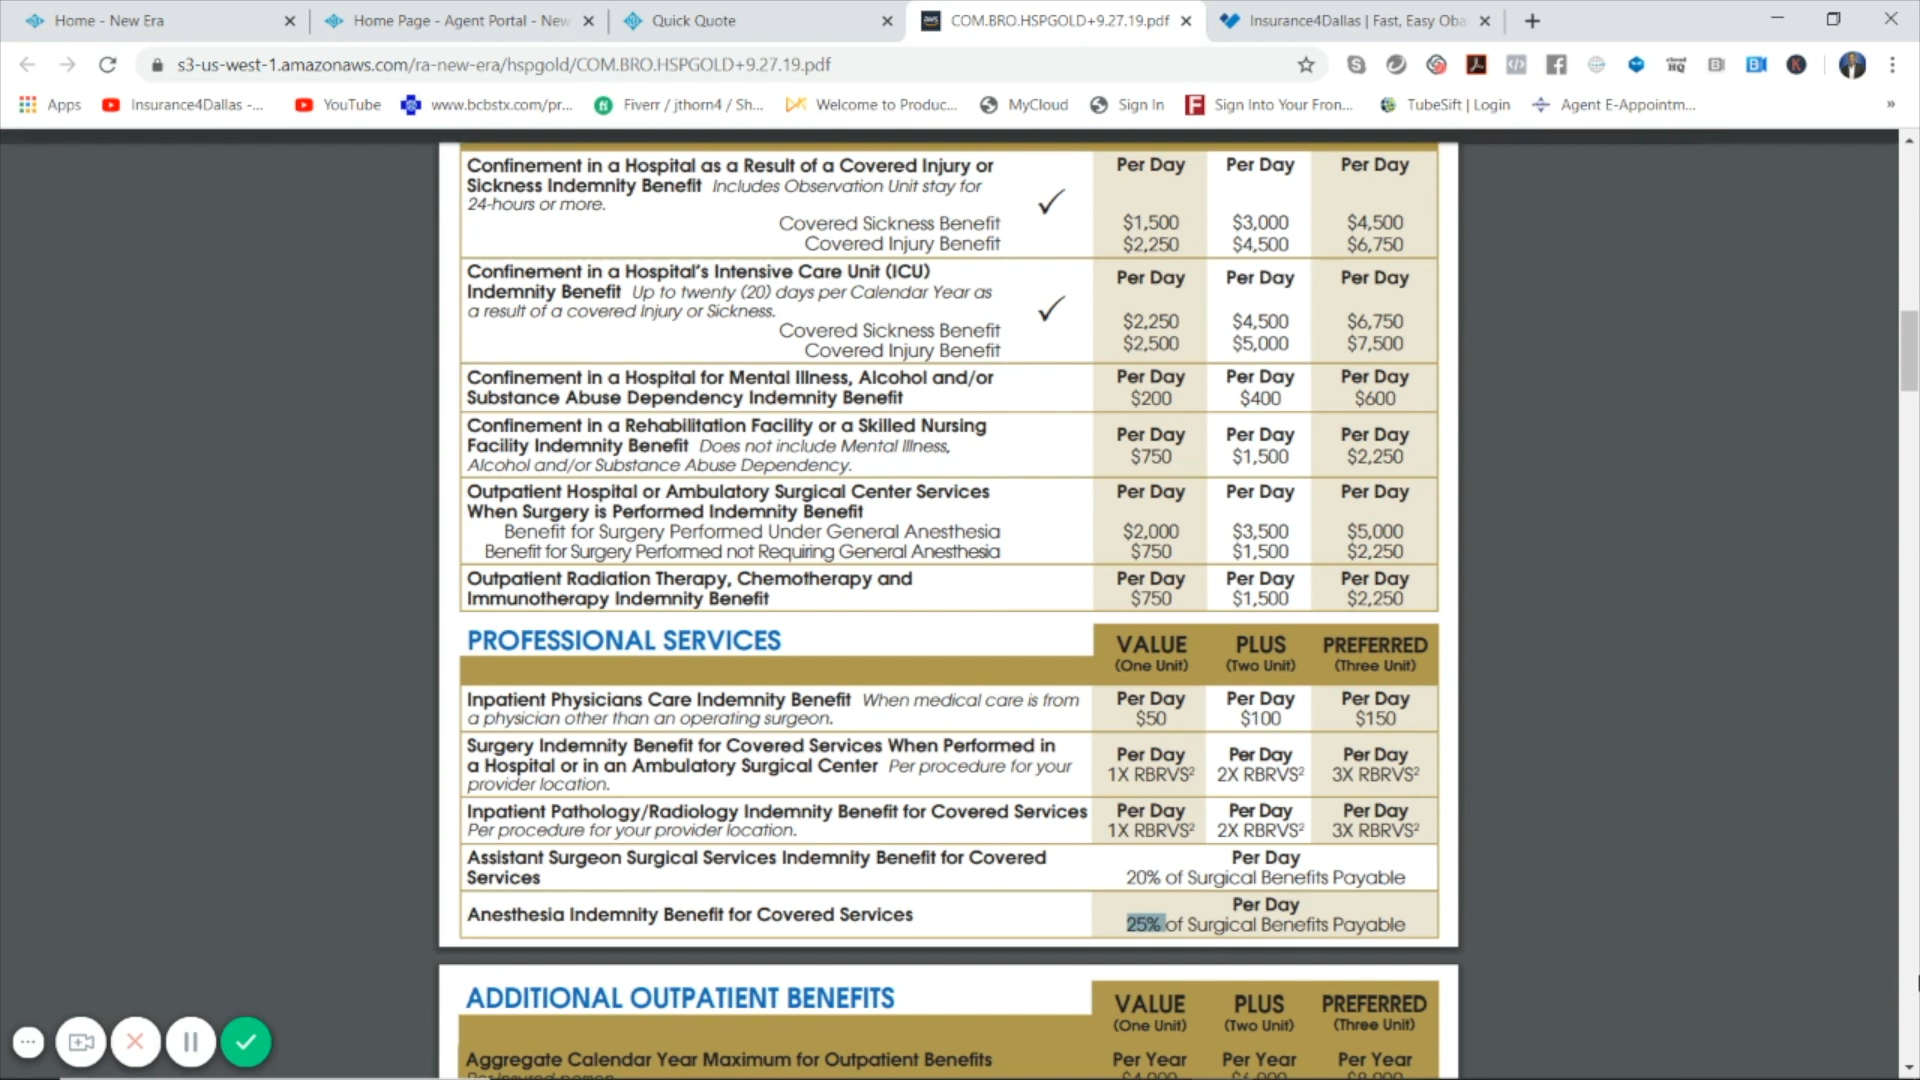 Home - New Era
Home Page - Agent Portal - New
Quick Quote
COM.BRO.HSPGOLD+9.27.19.pdf
Insurance4Dallas | Fast, Easy Oba
s3-us-west-1.amazonaws.com/ra-new-era/hspgold/COM.BRO.HSPGOLD+9.27.19.pdf
Apps
Insurance4Dallas -...
YouTube
www.bcbstx.com/pr...
Fiverr / jthorn4 / Sh...
Welcome to Produc...
MyCloud
Sign In
Sign Into Your Fron...
TubeSift | Login
Agent E-Appointm...
»
Confinement in a Hospital as a Result of a Covered Injury or Per Day Per Day Per Day
Sickness Indemnity Benefit Includes Observation Unit stay for
24-hours or more.
Covered Sickness Benefit $1,500 $3,000 $4,500
Covered Injury Benefit $2,250 $4,500 $6,750
Confinement in a Hospital's Intensive Care Unit (ICU) Per Day Per Day Per Day
Indemnity Benefit Up to twenty (20) days per Calendar Year as
a result of a covered Injury or Sickness.
Covered Sickness Benefit $2,250 $4,500 $6,750
Covered Injury Benefit $2,500 $5,000 $7,500
Confinement in a Hospital for Mental Illness, Alcohol and/or Per Day Per Day Per Day
Substance Abuse Dependency Indemnity Benefit $200 $400 $600
Confinement in a Rehabilitation Facility or a Skilled Nursing
Facility Indemnity Benefit Does not include Mental Illness, Per Day Per Day Per Day
Alcohol and/or Substance Abuse Dependency. $750 $1,500 $2,250
Outpatient Hospital or Ambulatory Surgical Center Services Per Day Per Day Per Day
When Surgery is Performed Indemnity Benefit
Benefit for Surgery Performed Under General Anesthesia $2,000 $3,500 $5,000
Benefit for Surgery Performed not Requiring General Anesthesia $750 $1,500 $2,250
Outpatient Radiation Therapy, Chemotherapy and Per Day Per Day Per Day
Immunotherapy Indemnity Benefit $750 $1,500 $2,250
PROFESSIONAL SERVICES VALUE PLUS PREFERRED
(One Unit) (Two Unit) (Three Unit)
Inpatient Physicians Care Indemnity Benefit When medical care is from Per Day Per Day Per Day
a physician other than an operating surgeon. $50 $100 $150
Surgery Indemnity Benefit for Covered Services When Performed in Per Day Per Day Per Day
a Hospital or in an Ambulatory Surgical Center Per procedure for your 1X RBRVS² 2X RBRVS² 3X RBRVS²
provider location.
Inpatient Pathology/Radiology Indemnity Benefit for Covered Services Per Day Per Day Per Day
Per procedure for your provider location. 1X RBRVS² 2X RBRVS² 3X RBRVS²
Assistant Surgeon Surgical Services Indemnity Benefit for Covered Per Day
Services 20% of Surgical Benefits Payable
Anesthesia Indemnity Benefit for Covered Services Per Day
25% of Surgical Benefits Payable
ADDITIONAL OUTPATIENT BENEFITS VALUE PLUS PREFERRED
(One Unit) (Two Unit) (Three Unit)
Aggregate Calendar Year Maximum for Outpatient Benefits Per Year Per Year Per Year